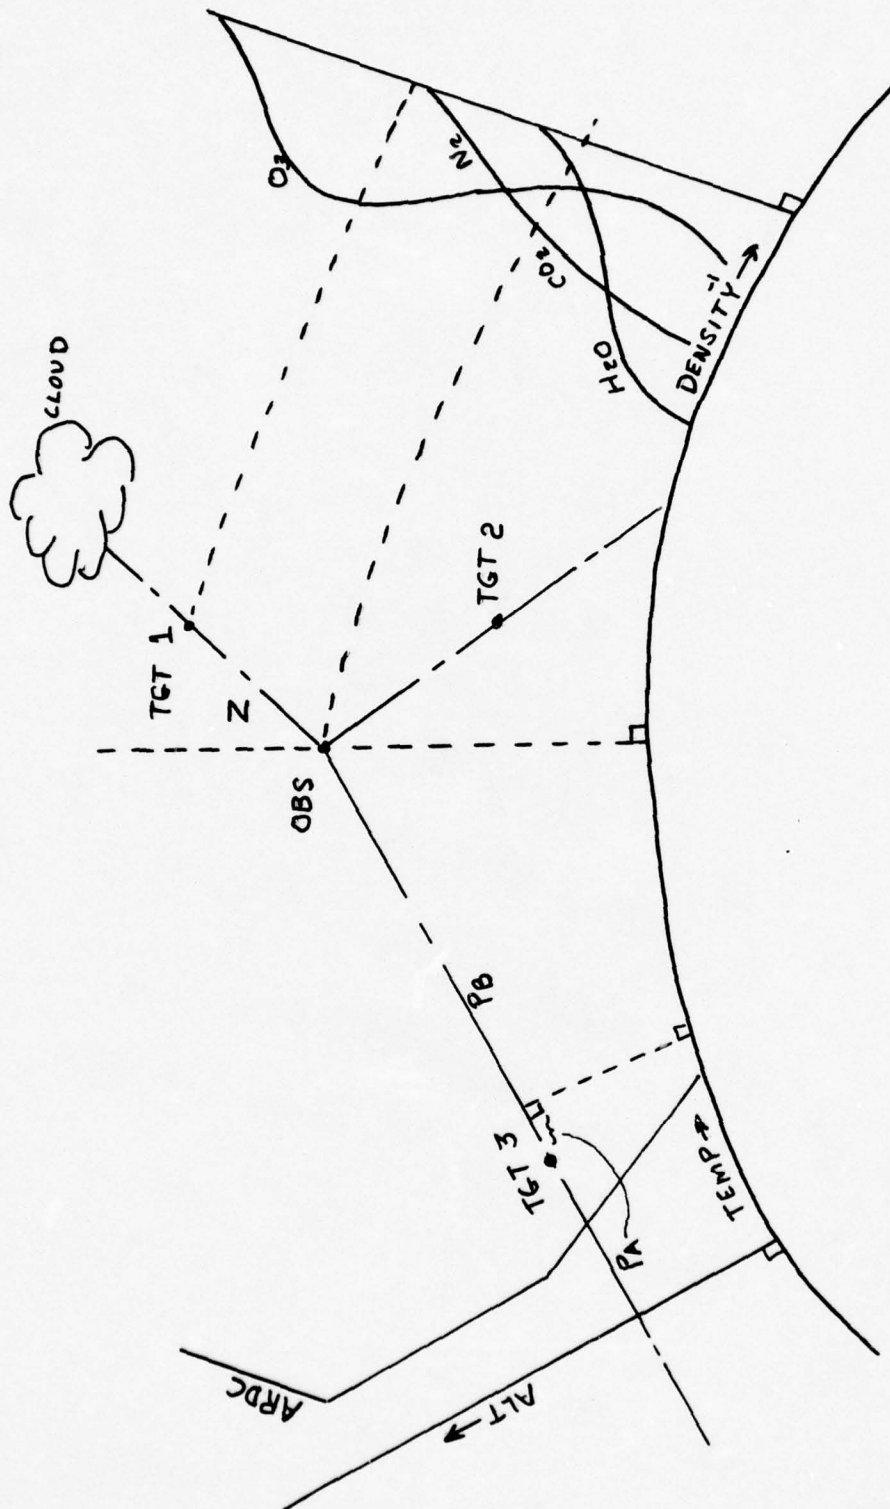 CLOUD
TGT 1
Z
OBS
TGT 2
TGT 3
PB
PA
ARDC
ALT →
TEMP →
O3
N2
CO2
H2O
DENSITY⁻¹ →